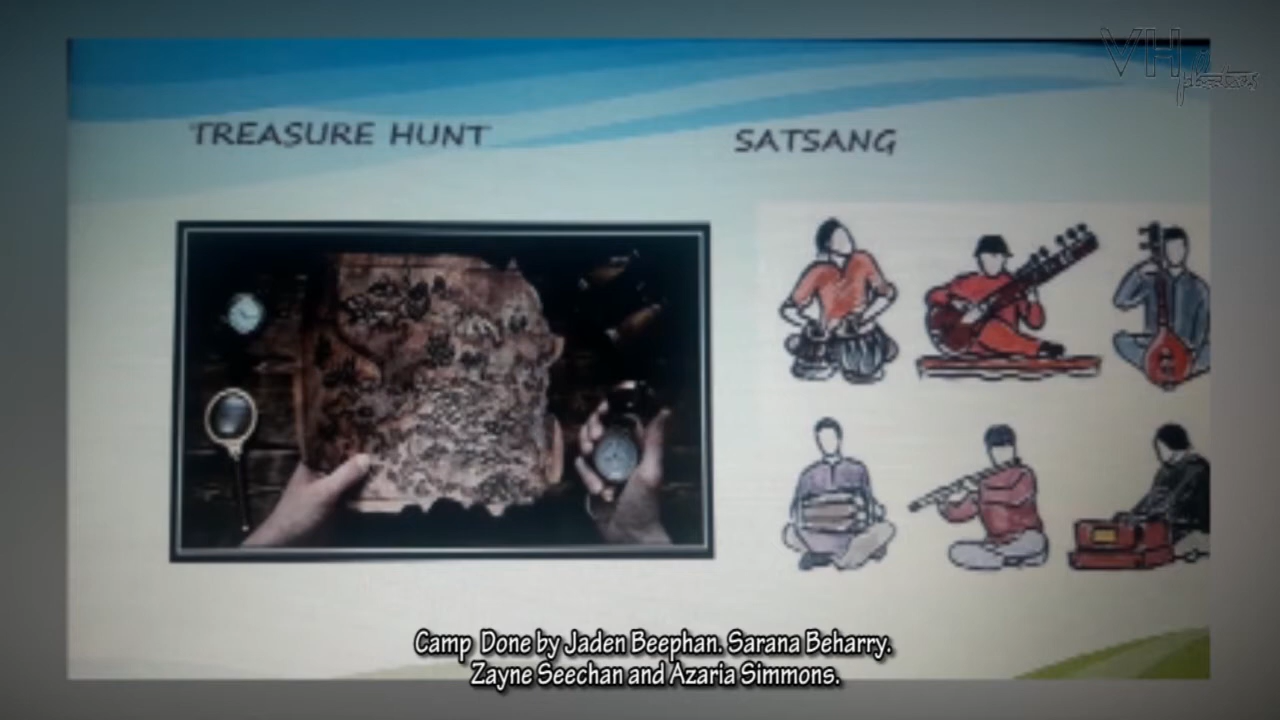 TREASURE HUNT
SATSANG
Camp Done by Jaden Beephan. Sarana Beharry.
Zayne Seechan and Azaria Simmons.